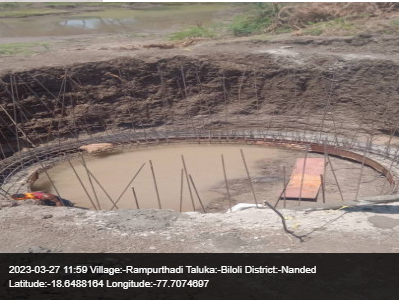 2023-03-27 11:59 Village:-Rampurthadi Taluka:-Biloli District:-Nanded
Latitude:-18.6488164 Longitude:-77.7074697